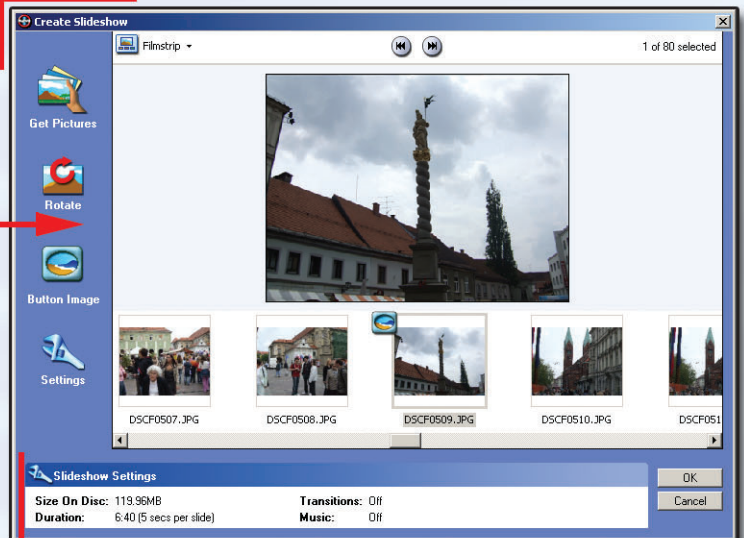 Create Slideshow
Filmstrip
1 of 80 selected
Get Pictures
Rotate
Button Image
Settings
DSCF0507.JPG
DSCF0508.JPG
DSCF0509.JPG
DSCF0510.JPG
DSCF051
Slideshow Settings
OK
Size On Disc: 119.96MB Transitions: Off
Cancel
Duration: 6:40 (5 secs per slide) Music: Off